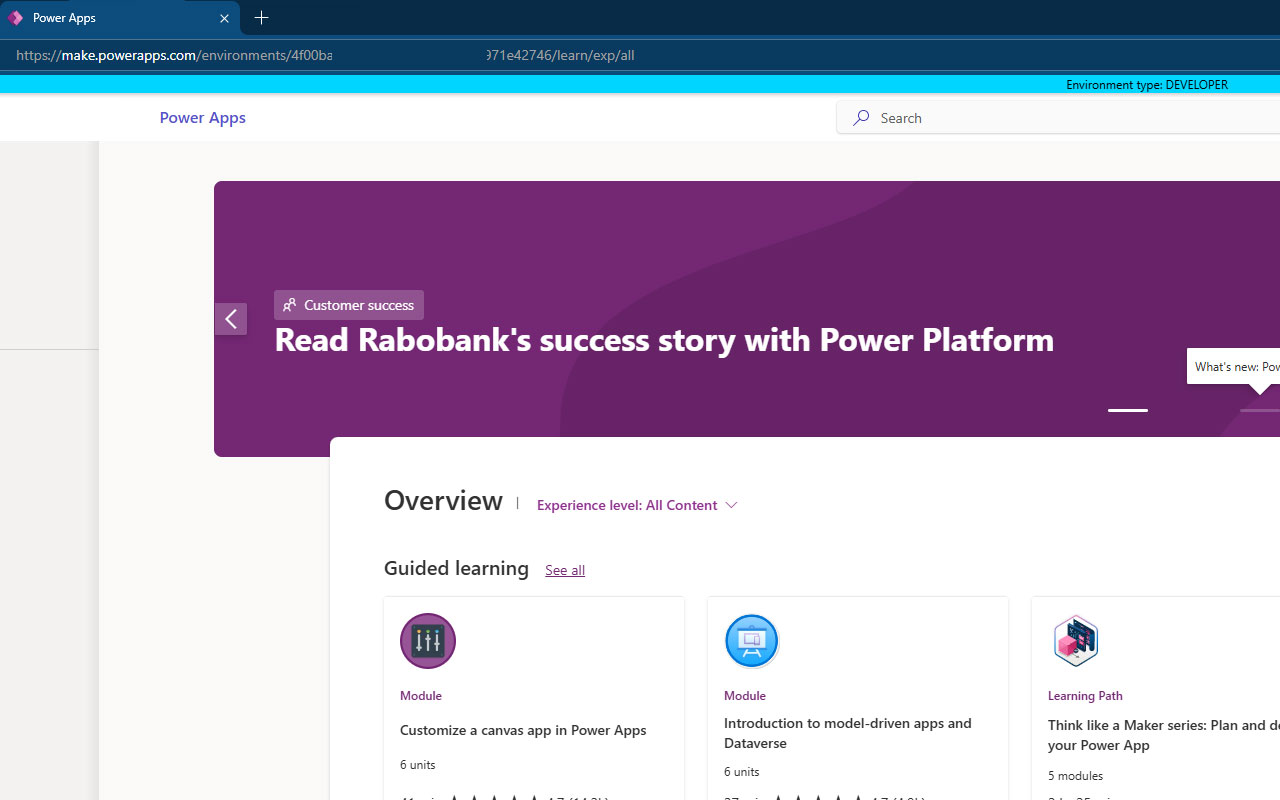 Power Apps
https://make.powerapps.com/environments/4f00ba 971e42746/learn/exp/all
Environment type: DEVELOPER
Power Apps
Search
Customer success
Read Rabobank's success story with Power Platform
What's new: Pow
Overview | Experience level: All Content
Guided learning See all
Module
Customize a canvas app in Power Apps
6 units
Module
Introduction to model-driven apps and
Dataverse
6 units
Learning Path
Think like a Maker series: Plan and de
your Power App
5 modules